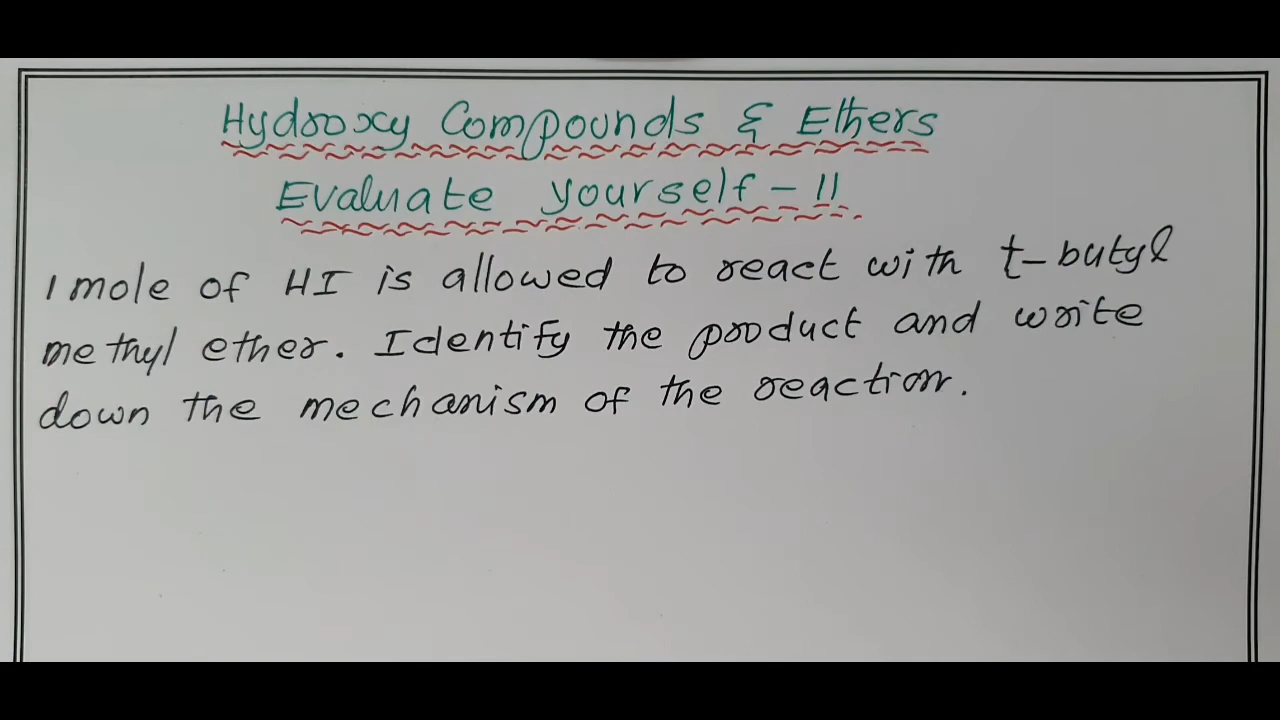 Hydroxy Compounds & Ethers
Evaluate yourself - 11
1 mole of HI is allowed to react with t-butyl
methyl ether. Identify the product and write
down the mechanism of the reaction.